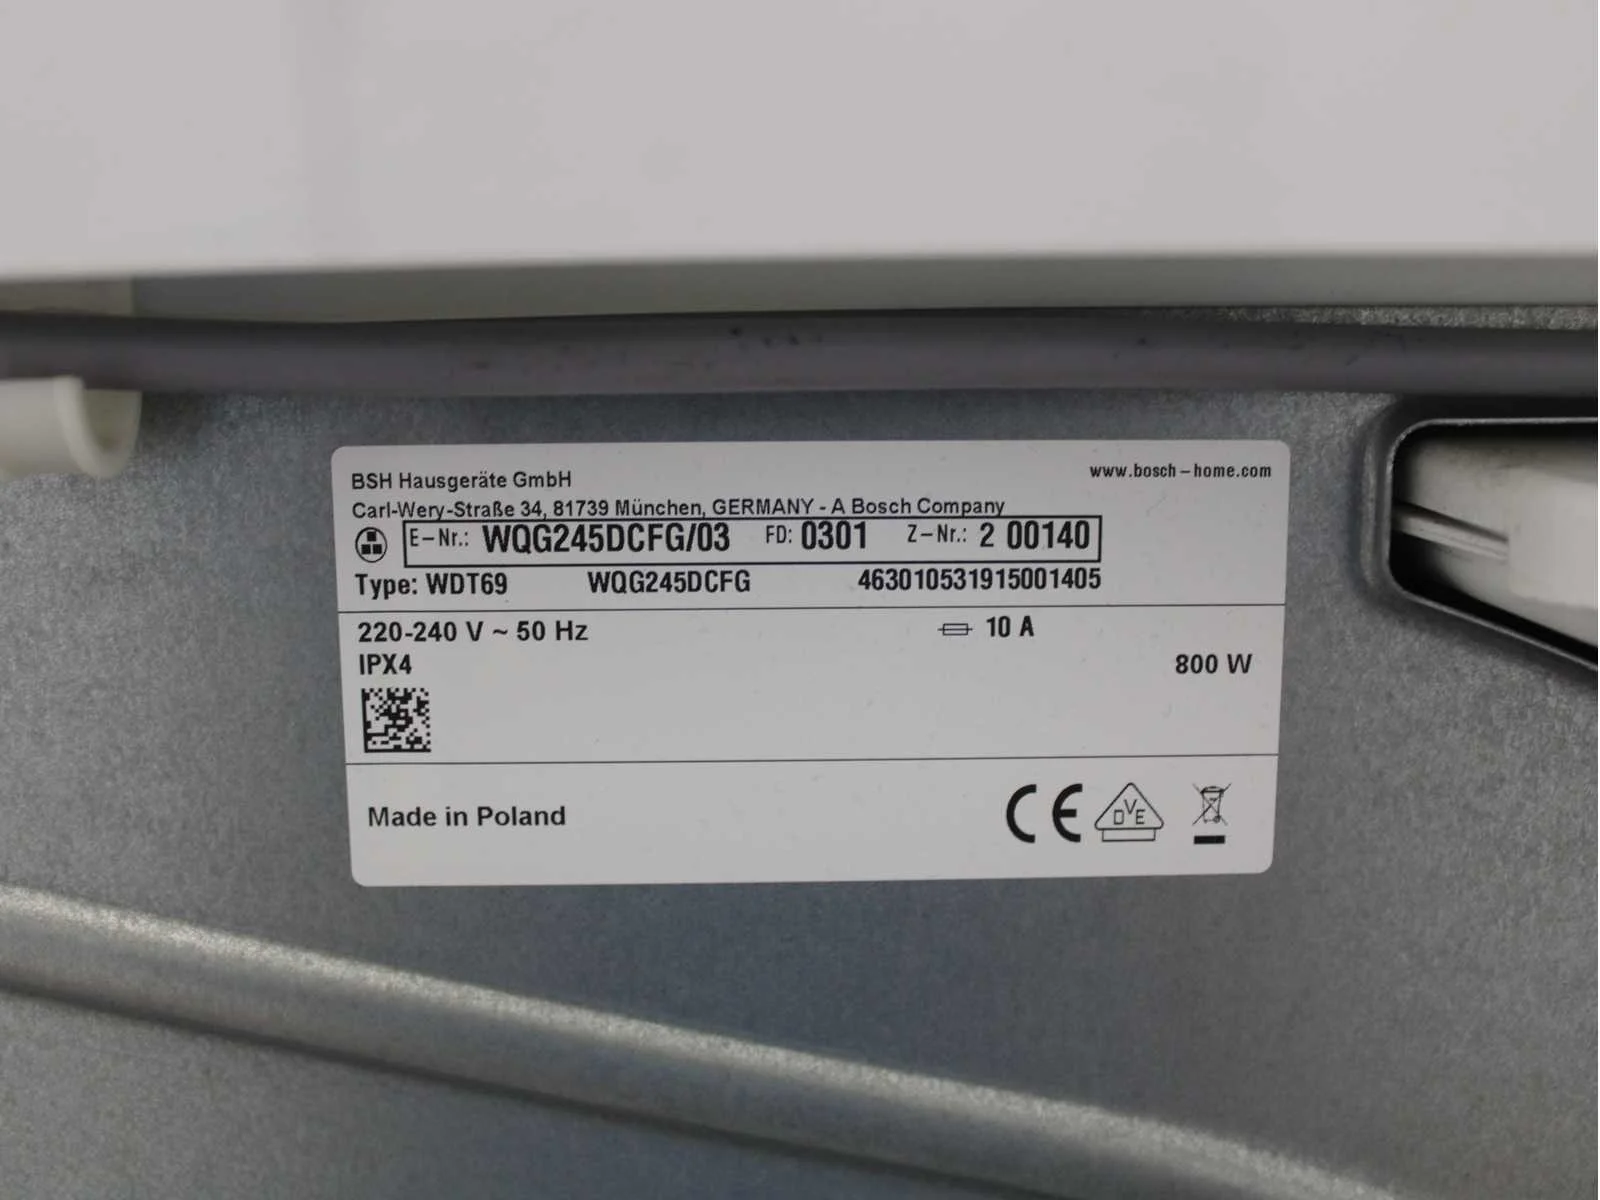 BSH Hausgeräte GmbH
www.bosch-home.com
Carl-Wery-Straße 34, 81739 München, GERMANY - A Bosch Company
E-Nr.: WQG245DCFG/03 FD: 0301 Z-Nr.: 2 00140
Type: WDT69 WQG245DCFG 463010531915001405
220-240 V ~ 50 Hz 10 A
IPX4 800 W
Made in Poland
CE DVE